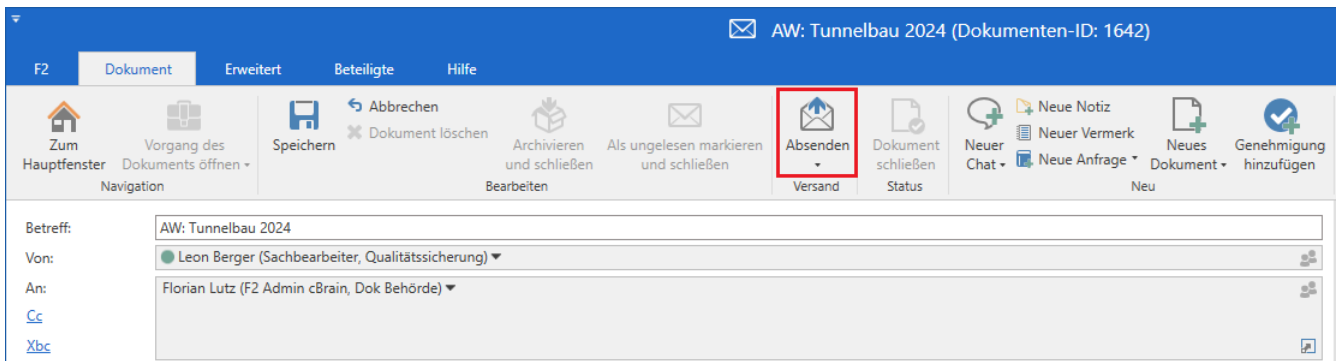 AW: Tunnelbau 2024 (Dokumenten-ID: 1642)
F2 Dokument Erweitert Beteiligte Hilfe
Zum Hauptfenster
Vorgang des Dokuments öffnen
Navigation
Speichern
Abbrechen
Dokument löschen
Archivieren und schließen
Als ungelesen markieren und schließen
Bearbeiten
Absenden
Versand
Dokument schließen
Status
Neuer Chat
Neue Notiz
Neuer Vermerk
Neue Anfrage
Neues Dokument
Genehmigung hinzufügen
Neu
Betreff: AW: Tunnelbau 2024
Von: Leon Berger (Sachbearbeiter, Qualitätssicherung)
An: Florian Lutz (F2 Admin cBrain, Dok Behörde)
Cc
Xbc